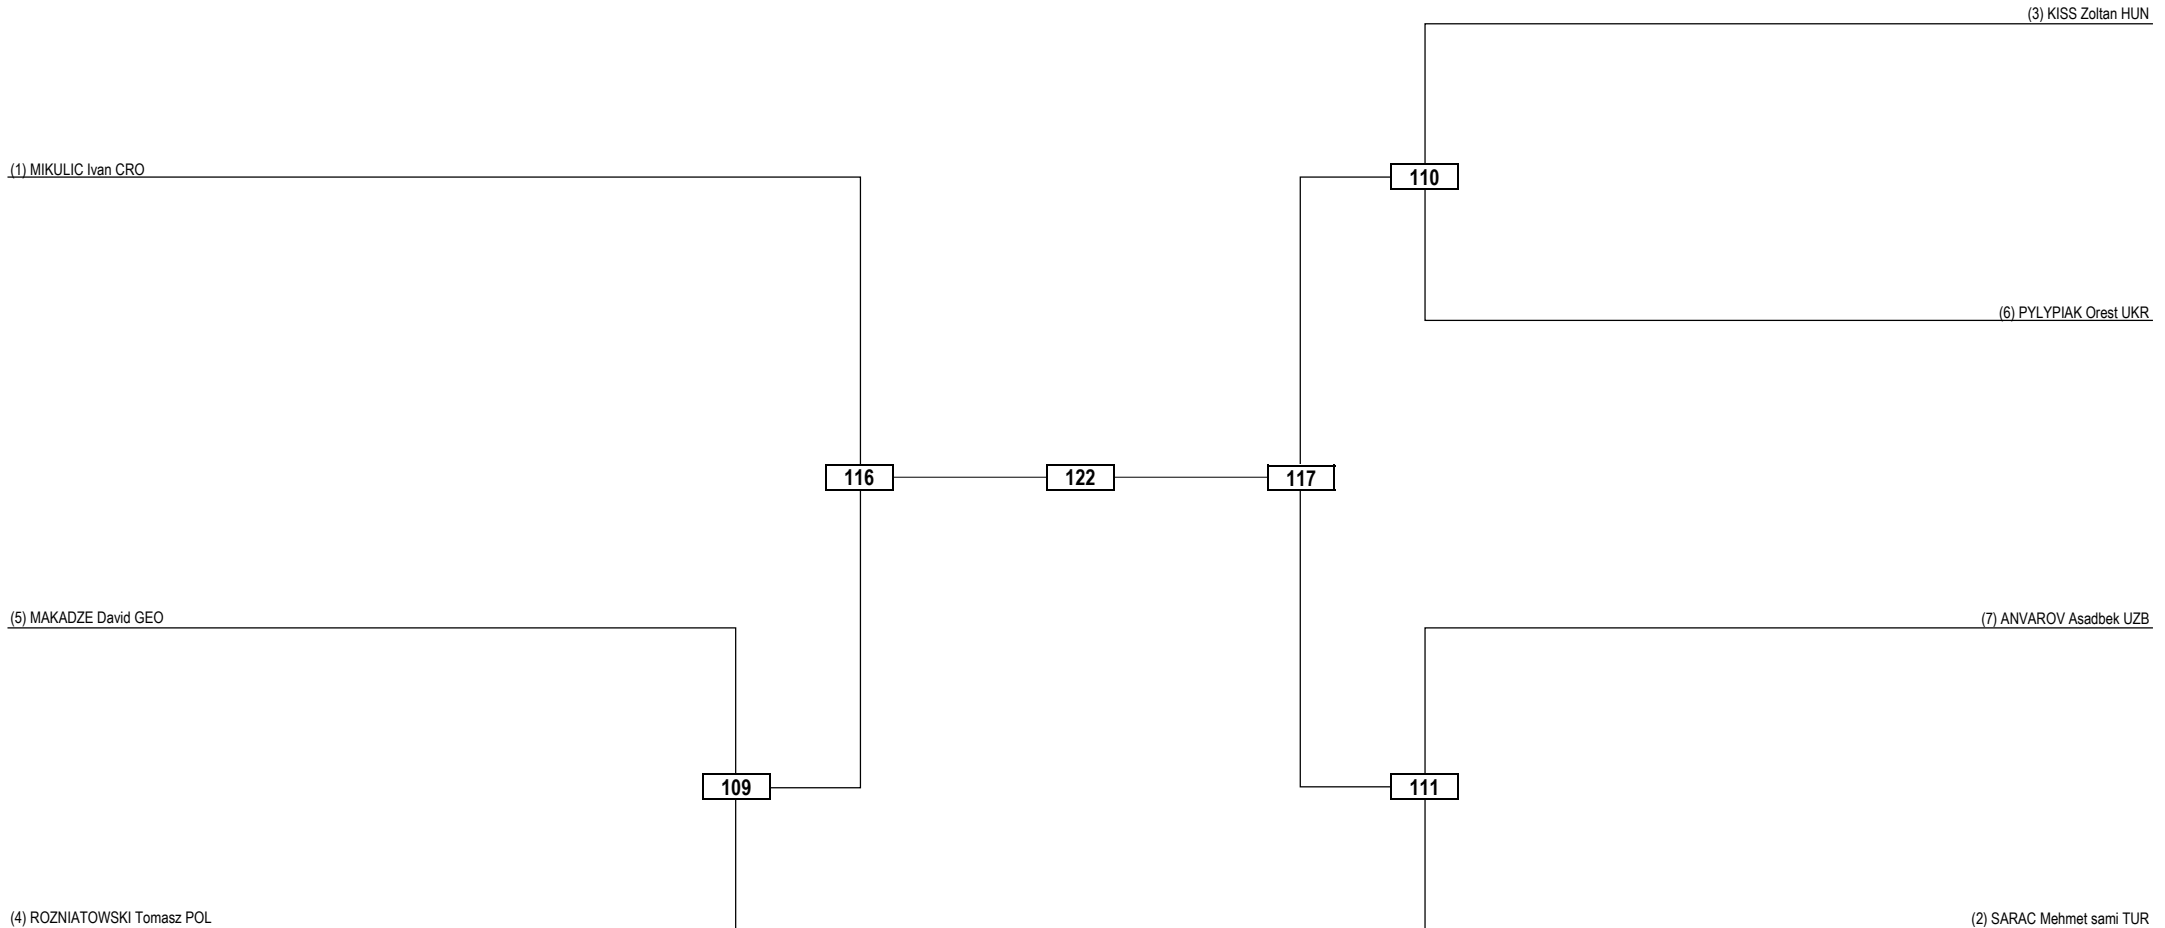 (3) KISS Zoltan HUN
(1) MIKULIC Ivan CRO
110
(6) PYLYPIAK Orest UKR
116
122
117
(5) MAKADZE David GEO
(7) ANVAROV Asadbek UZB
109
111
(4) ROZNIATOWSKI Tomasz POL
(2) SARAC Mehmet sami TUR